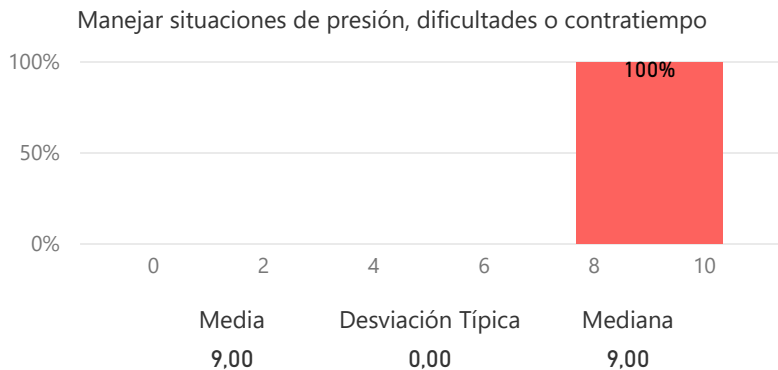 Manejar situaciones de presión, dificultades o contratiempo
100%
100%
50%
0%
0 2 4 6 8 10
Media Desviación Típica Mediana
9,00 0,00 9,00